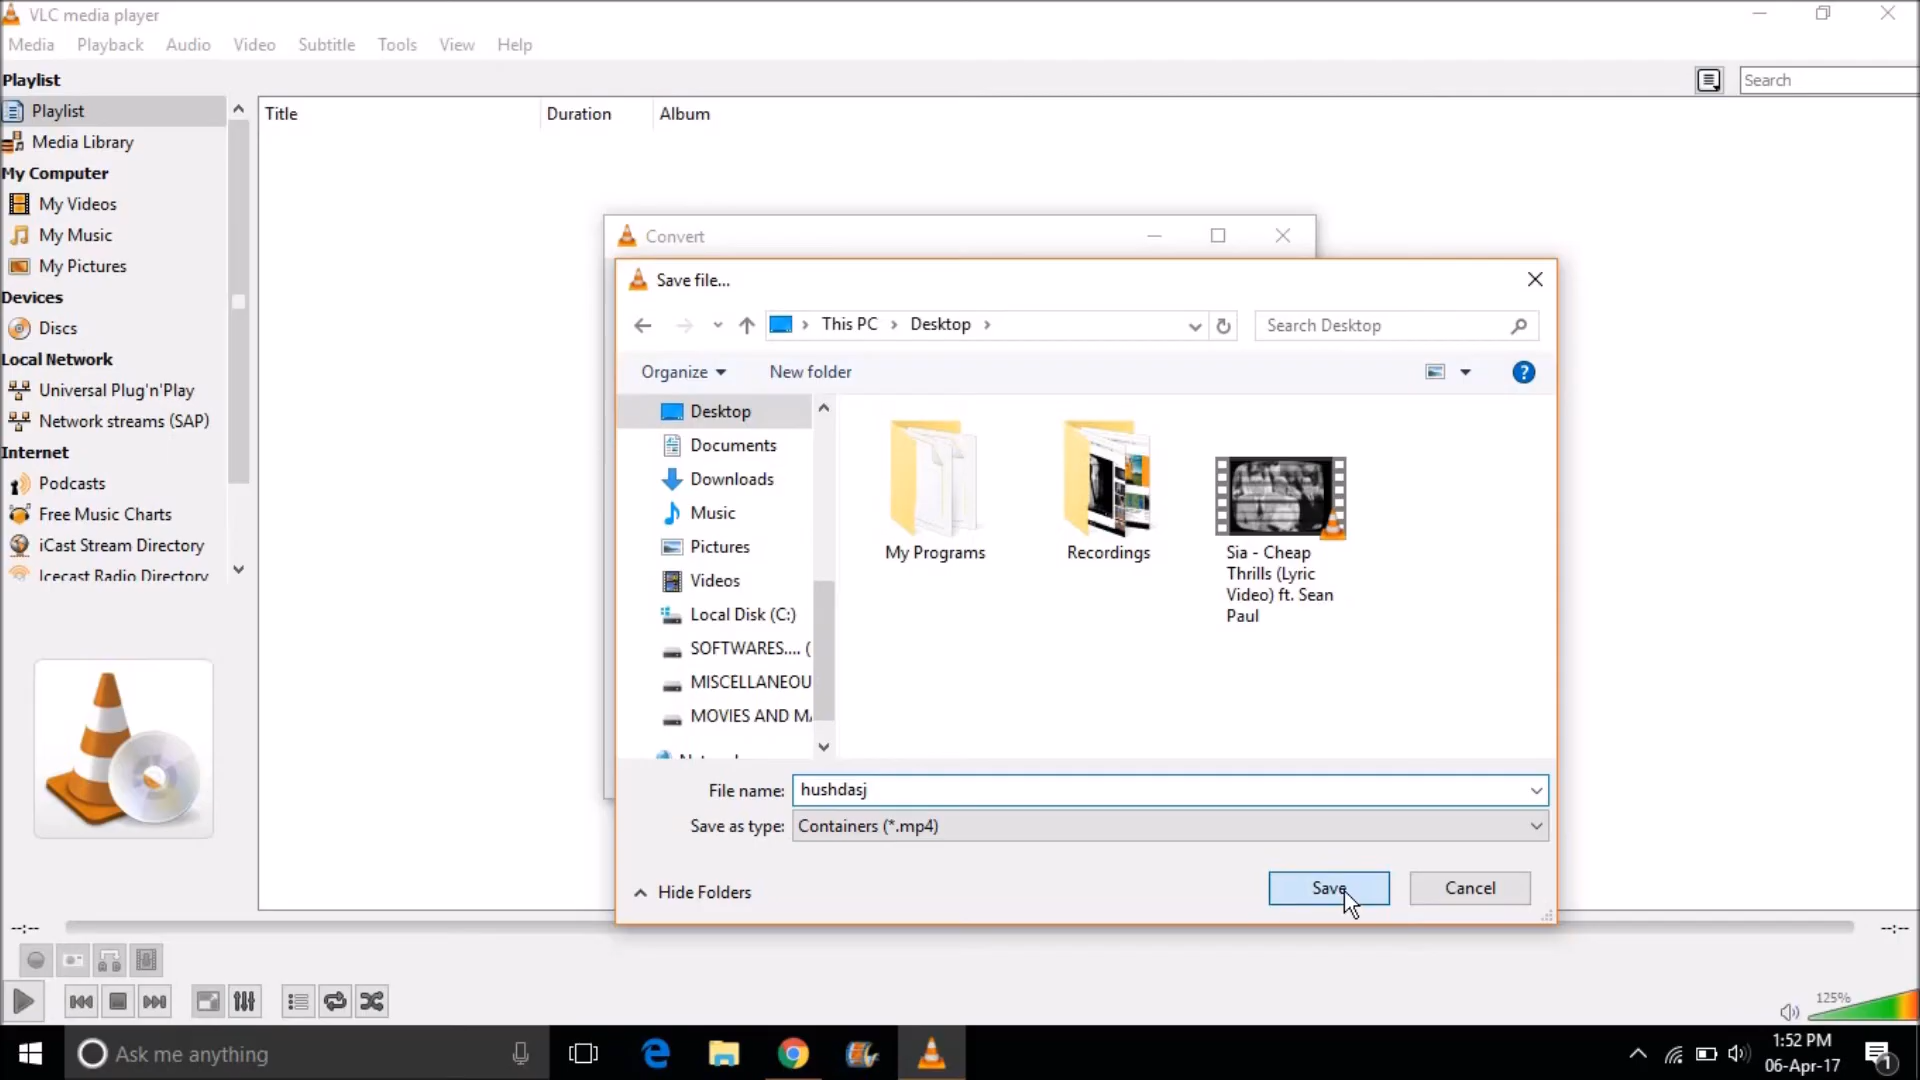 VLC media player
Media Playback Audio Video Subtitle Tools View Help
Playlist
Search
Playlist
Media Library
My Computer
My Videos
My Music
My Pictures
Devices
Discs
Local Network
Universal Plug'n'Play
Network streams (SAP)
Internet
Podcasts
Free Music Charts
iCast Stream Directory
Icecast Radio Directory
Title Duration Album
Convert
Save file...
This PC > Desktop >
Search Desktop
Organize New folder
Desktop
Documents
Downloads
Music
Pictures
Videos
Local Disk (C:)
SOFTWARES.... (
MISCELLANEOU
MOVIES AND MA
My Programs
Recordings
Sia - Cheap
Thrills (Lyric
Video) ft. Sean
Paul
File name: hushdasj
Save as type: Containers (*.mp4)
Hide Folders
Save Cancel
--:-- --:--
125%
Ask me anything
1:52 PM
06-Apr-17
1